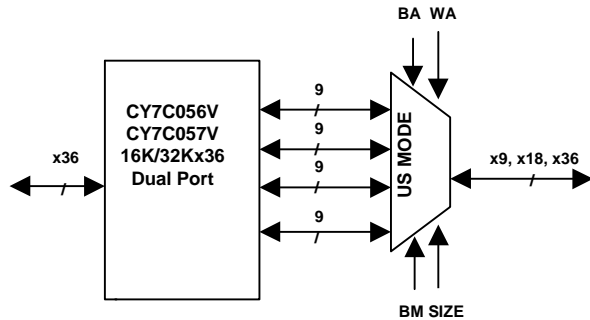 BA WA
9
CY7C056V
CY7C057V
16K/32Kx36
Dual Port
9
9
9
x36
US MODE
x9, x18, x36
BM SIZE